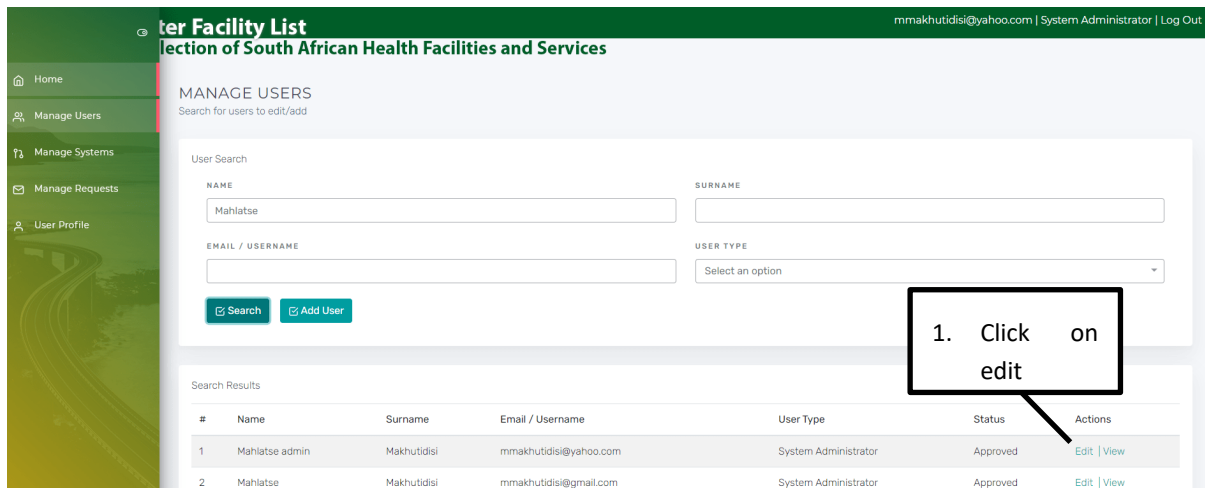 mmakhutidisi@yahoo.com | System Administrator | Log Out
ter Facility List
lection of South African Health Facilities and Services
Home
Manage Users
Manage Systems
Manage Requests
User Profile
MANAGE USERS
Search for users to edit/add
User Search
NAME SURNAME
Mahlatse
EMAIL / USERNAME USER TYPE
Select an option
Search Add User
1. Click on
edit
Search Results
# Name Surname Email / Username User Type Status Actions
1 Mahlatse admin Makhutidisi mmakhutidisi@yahoo.com System Administrator Approved Edit | View
2 Mahlatse Makhutidisi mmakhutidisi@gmail.com System Administrator Approved Edit | View